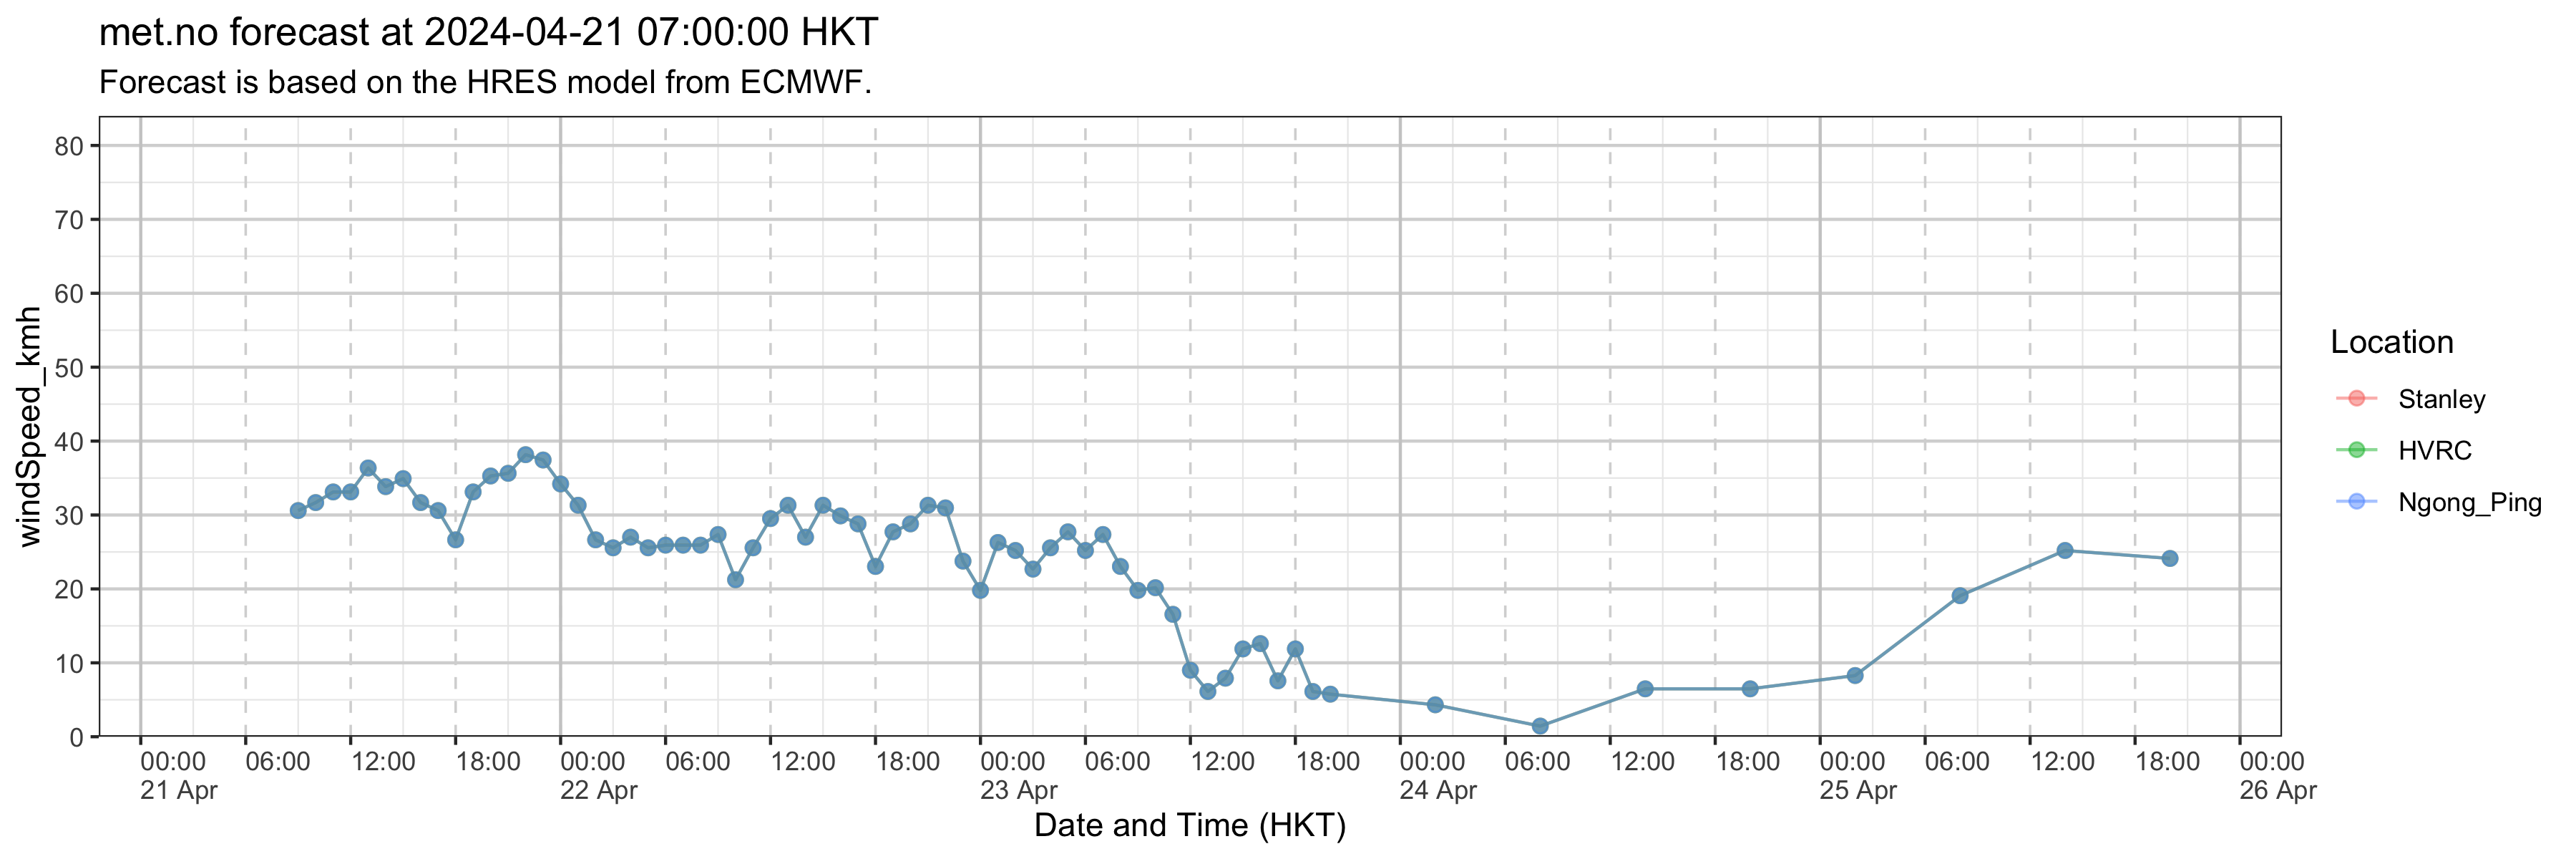 met.no forecast at 2024-04-21 07:00:00 HKT
Forecast is based on the HRES model from ECMWF.
windSpeed_kmh
80
70
60
50
40
30
20
10
0
00:00 06:00 12:00 18:00 00:00 06:00 12:00 18:00 00:00 06:00 12:00 18:00 00:00 06:00 12:00 18:00 00:00 06:00 12:00 18:00 00:00
21 Apr 22 Apr 23 Apr 24 Apr 25 Apr 26 Apr
Date and Time (HKT)
Location
Stanley
HVRC
Ngong_Ping